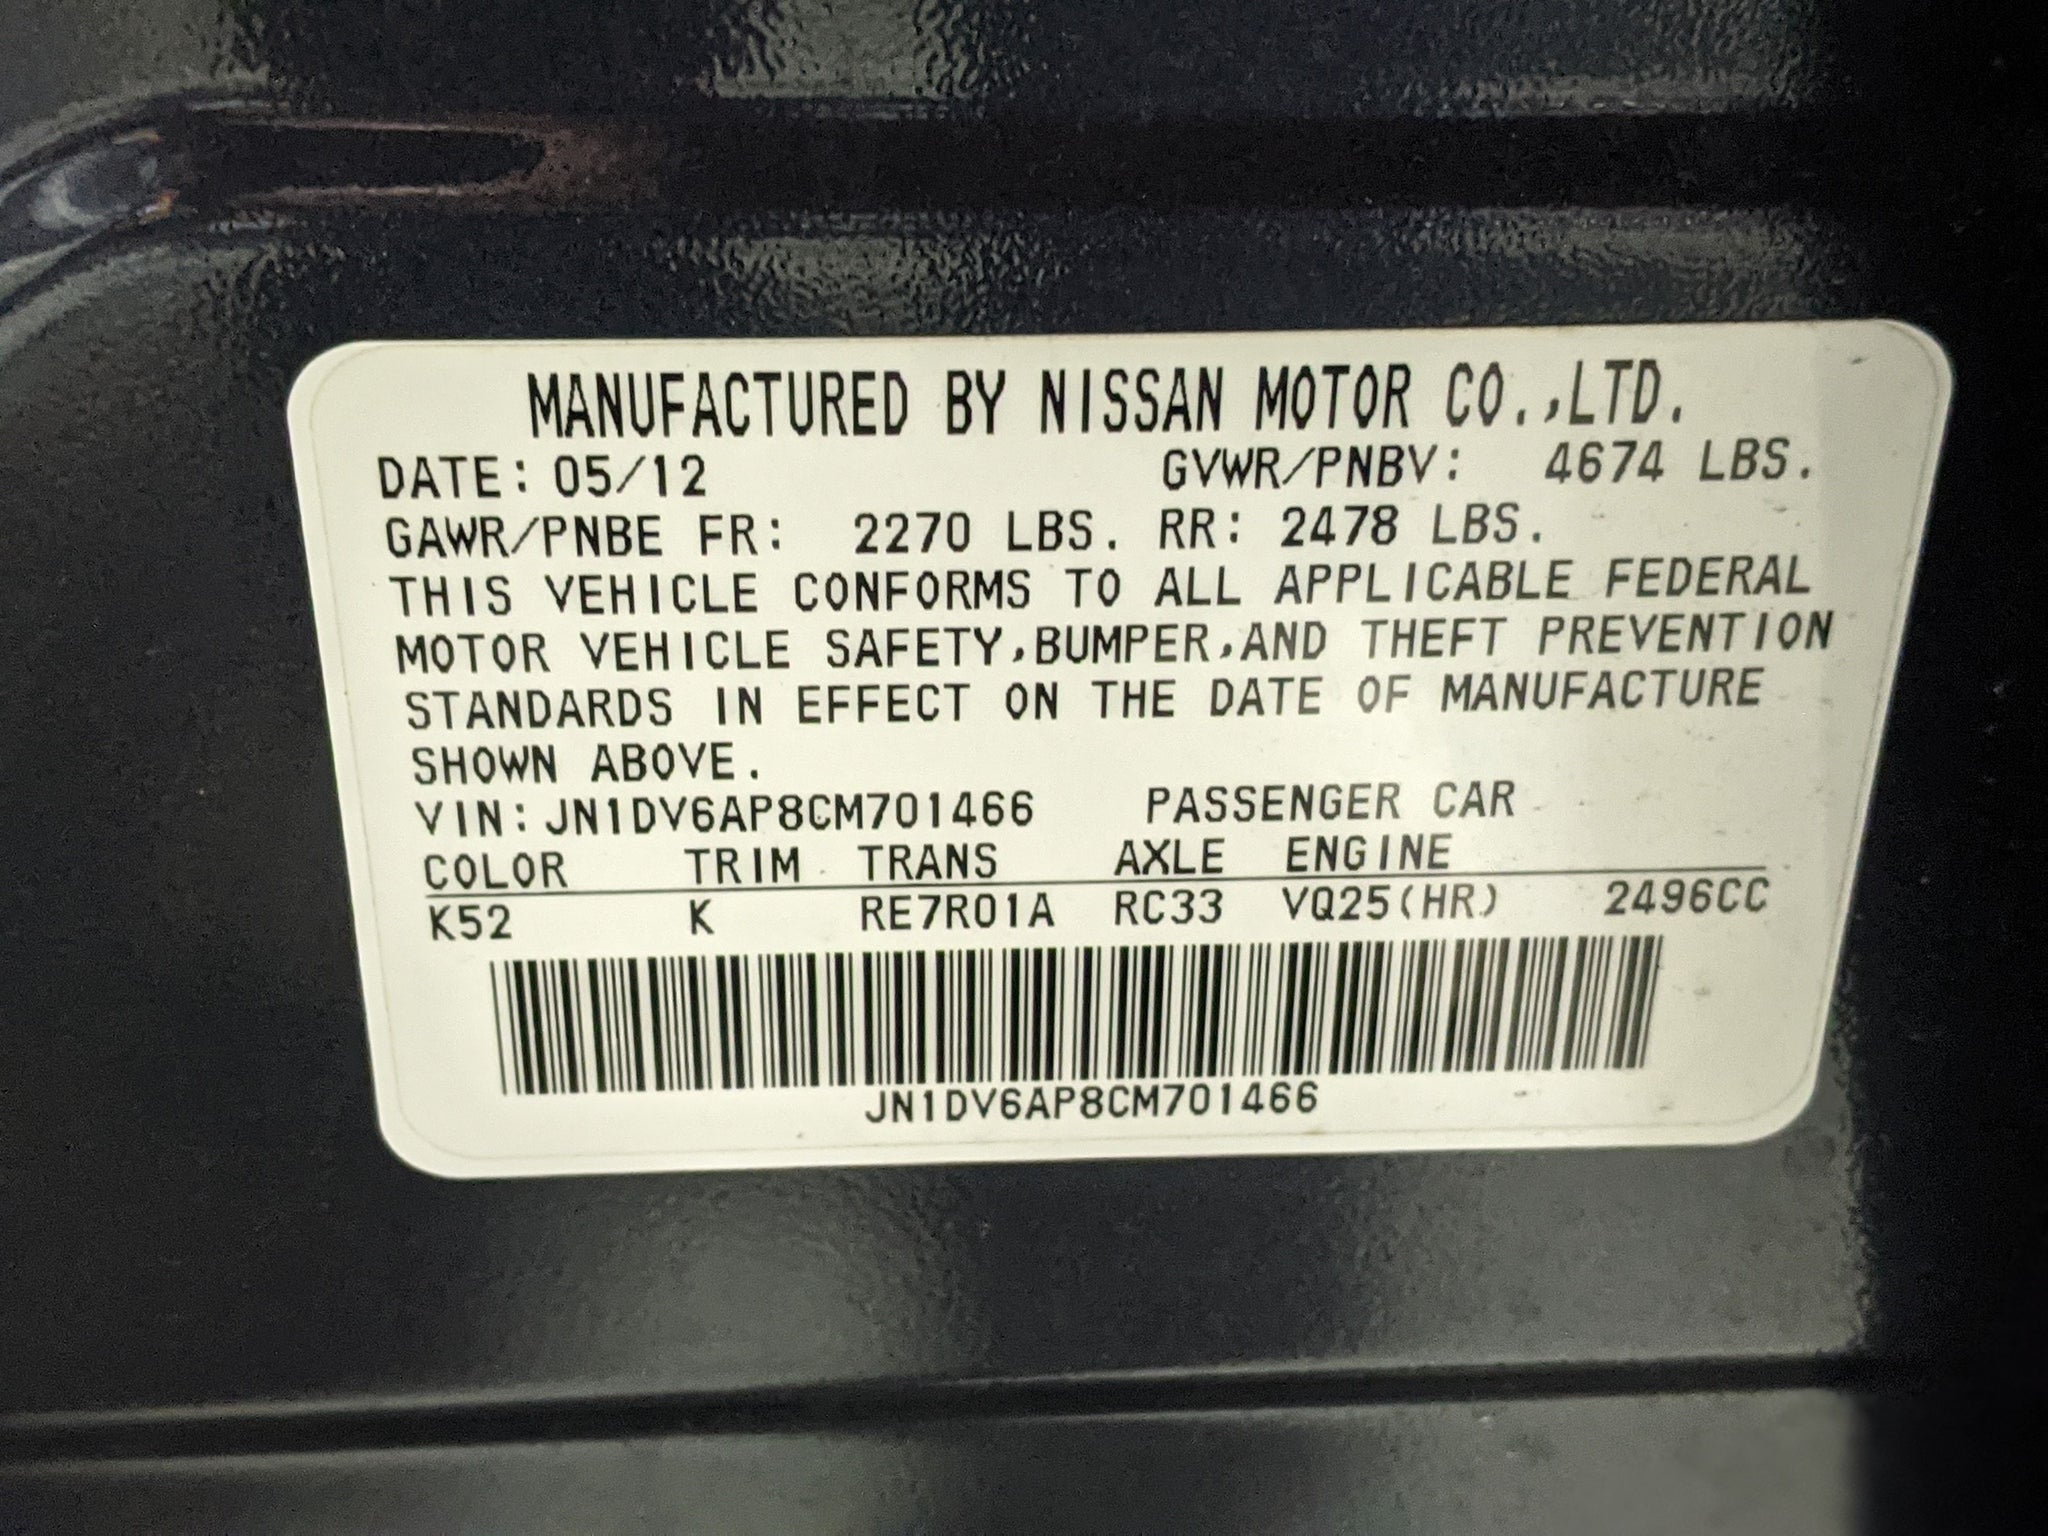 MANUFACTURED BY NISSAN MOTOR CO.,LTD.
DATE: 05/12 GVWR/PNBV: 4674 LBS.
GAWR/PNBE FR: 2270 LBS. RR: 2478 LBS.
THIS VEHICLE CONFORMS TO ALL APPLICABLE FEDERAL
MOTOR VEHICLE SAFETY,BUMPER,AND THEFT PREVENTION
STANDARDS IN EFFECT ON THE DATE OF MANUFACTURE
SHOWN ABOVE.
VIN:JN1DV6AP8CM701466 PASSENGER CAR
COLOR TRIM TRANS AXLE ENGINE
K52 K RE7R01A RC33 VQ25(HR) 2496CC
JN1DV6AP8CM701466